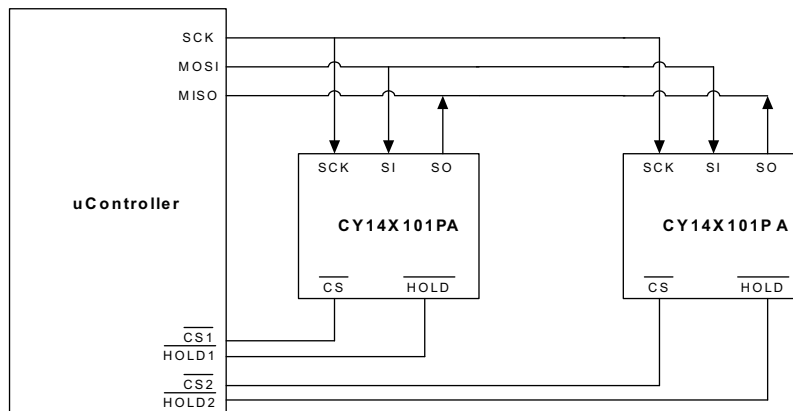 SCK
MOSI
MISO
SCK SI SO
SCK SI SO
uController
CY14X101PA
CY14X101PA
CS HOLD
CS HOLD
CS1
HOLD1
CS2
HOLD2